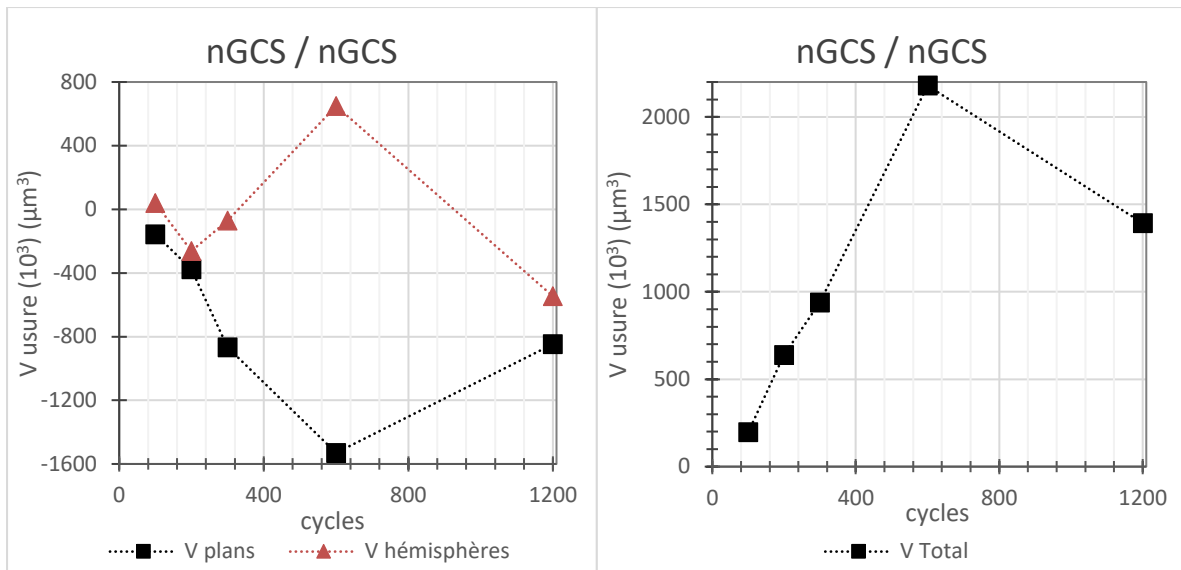 nGCS / nGCS
V usure (10³) (µm³)
800
400
0
-400
-800
-1200
-1600
0 400 800 1200
cycles
V plans V hémisphères
nGCS / nGCS
V usure (10³) (µm³)
2000
1500
1000
500
0
0 400 800 1200
cycles
V Total